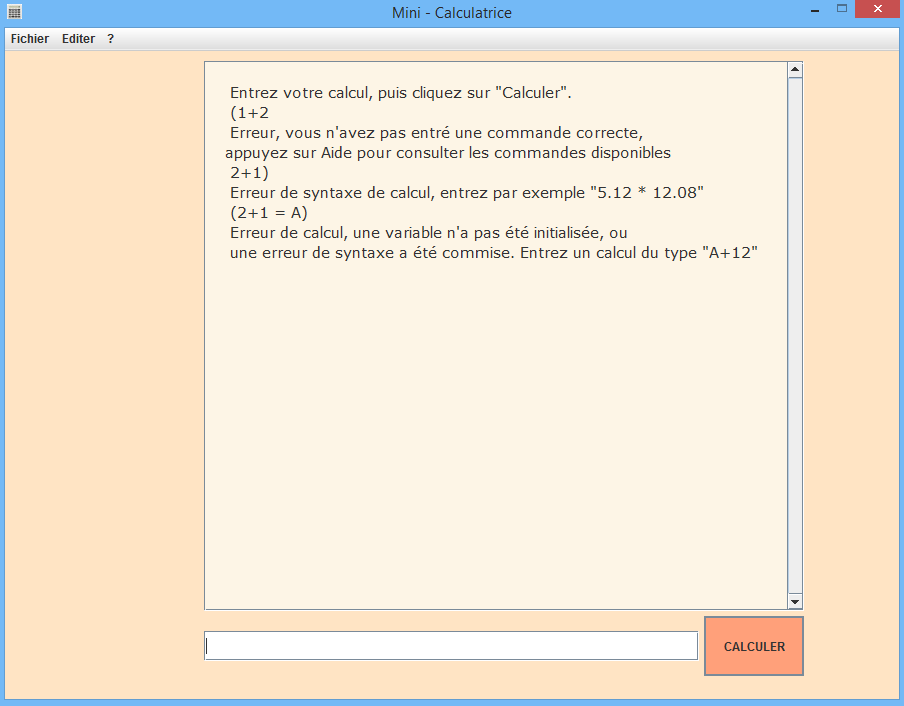 Mini - Calculatrice
Fichier Editer ?
Entrez votre calcul, puis cliquez sur "Calculer".
(1+2
Erreur, vous n'avez pas entré une commande correcte,
appuyez sur Aide pour consulter les commandes disponibles
2+1)
Erreur de syntaxe de calcul, entrez par exemple "5.12 * 12.08"
(2+1 = A)
Erreur de calcul, une variable n'a pas été initialisée, ou
une erreur de syntaxe a été commise. Entrez un calcul du type "A+12"
CALCULER